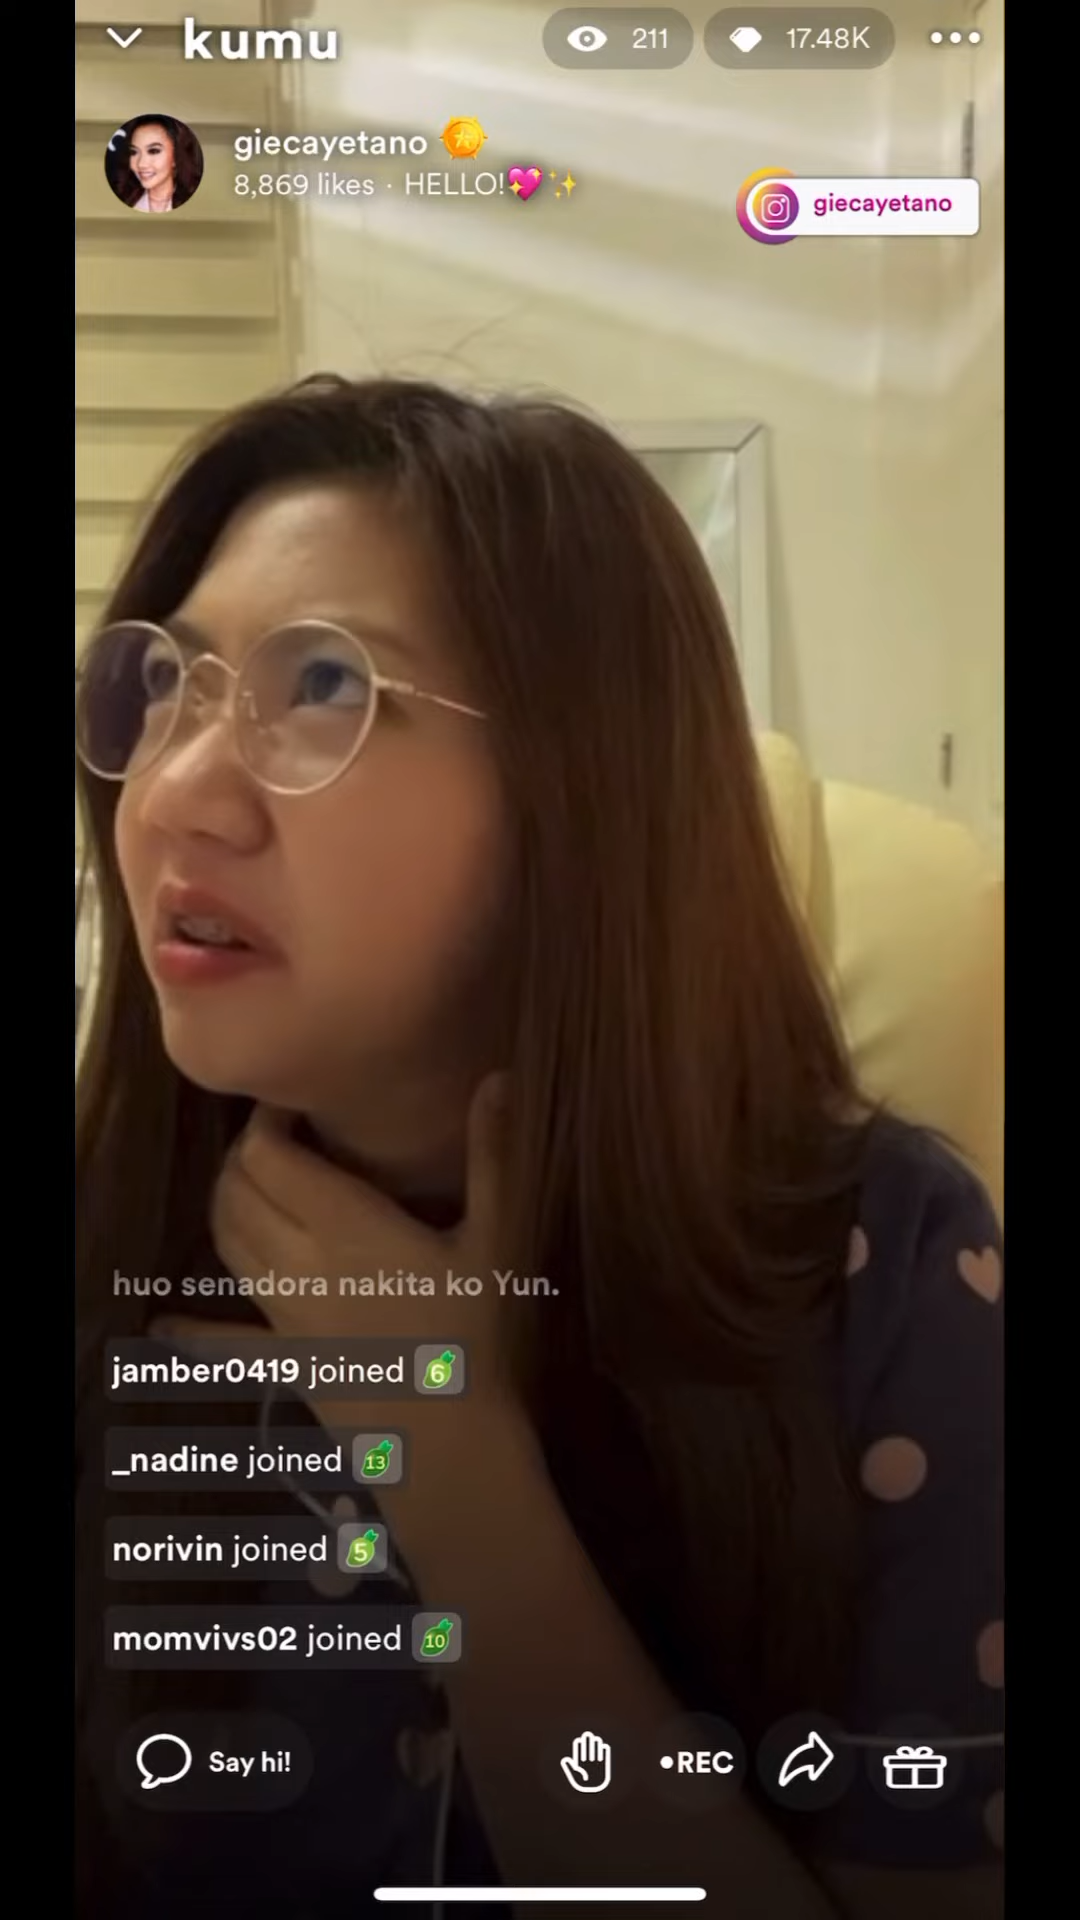 kumu
211
17.48K
giecayetano
8,869 likes · HELLO!💖✨
giecayetano
huo senadora nakita ko Yun.
jamber0419 joined 6
_nadine joined 13
norivin joined 5
momvivs02 joined 10
Say hi!
•REC